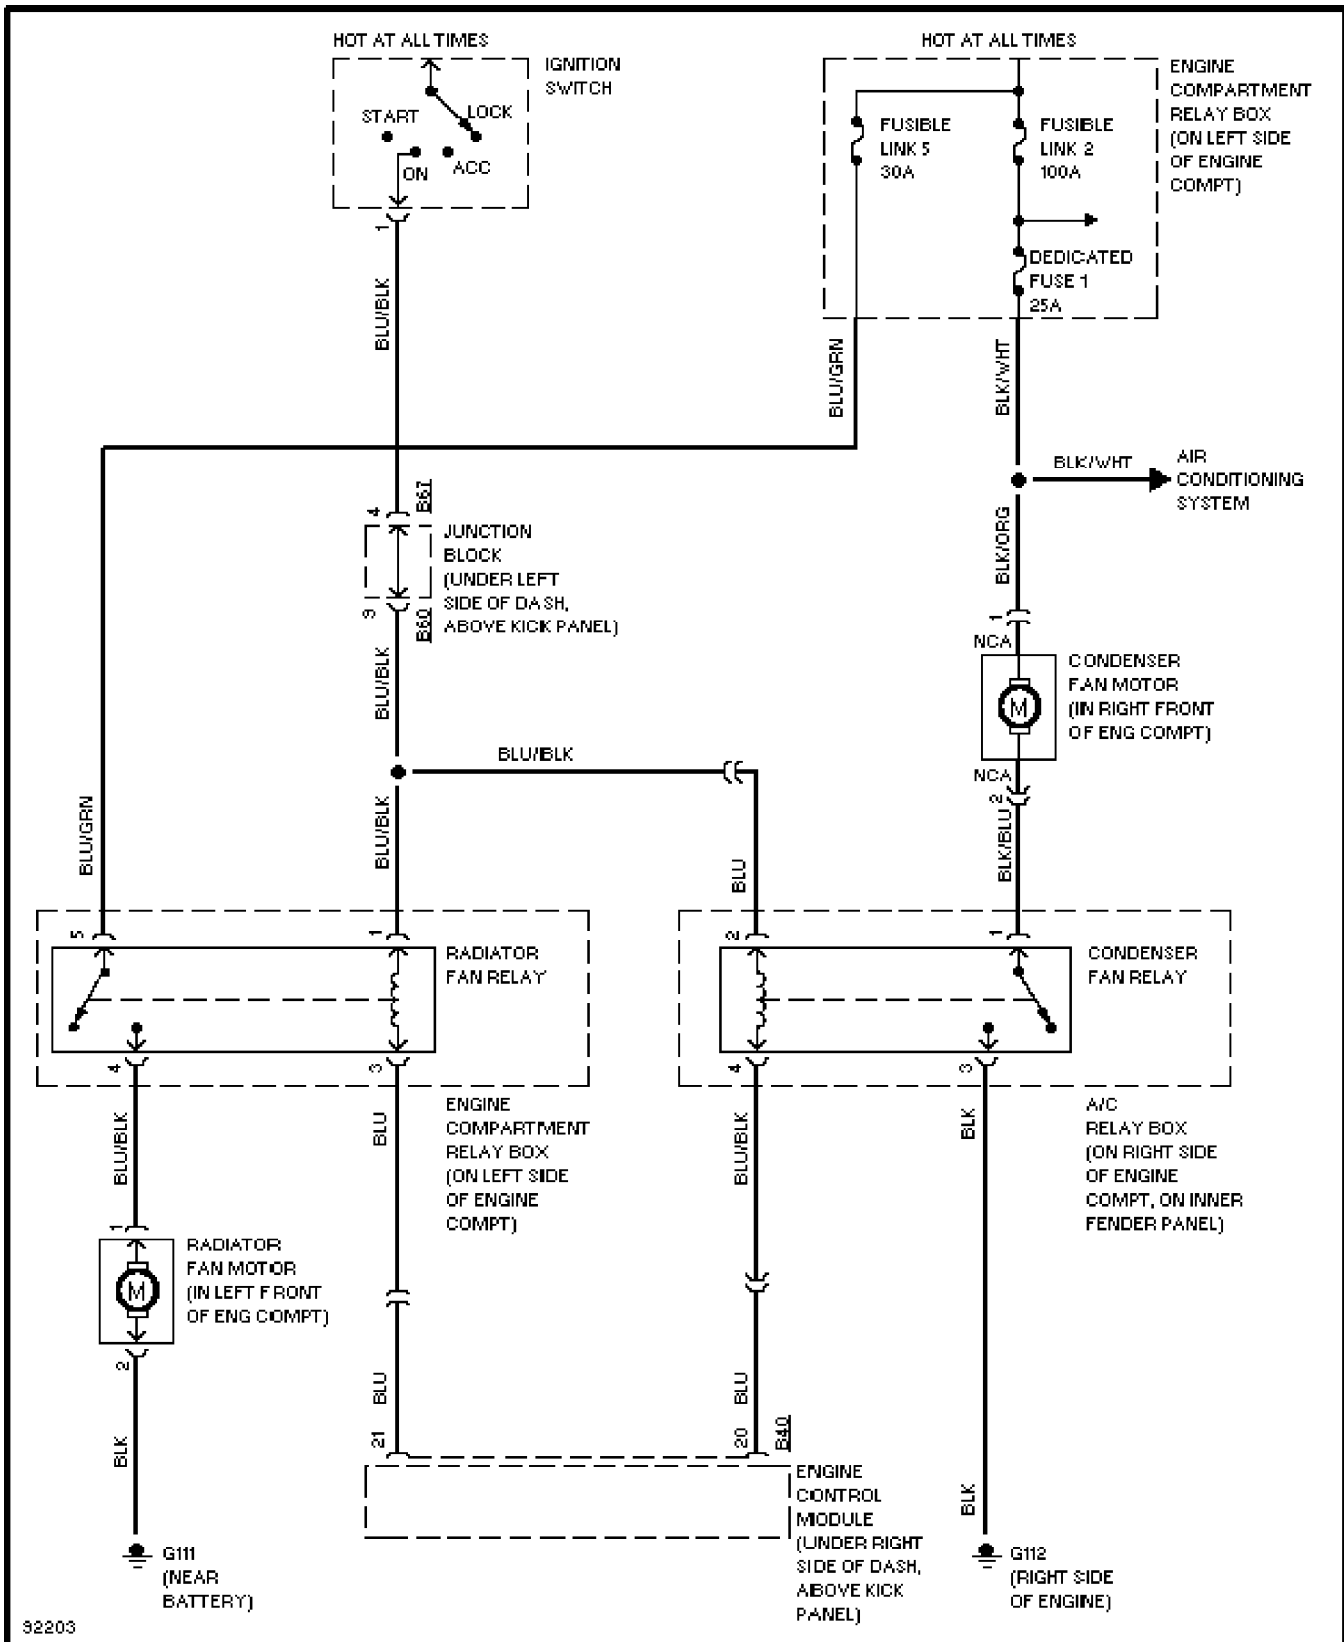 HOT AT ALL TIMES
IGNITION
SWITCH
START
LOCK
ON
ACC
1
BLU/BLK
HOT AT ALL TIMES
ENGINE
COMPARTMENT
RELAY BOX
(ON LEFT SIDE
OF ENGINE
COMPT)
FUSIBLE
LINK 5
30A
FUSIBLE
LINK 2
100A
DEDICATED
FUSE 1
25A
BLU/GRN
BLK/WHT
BLK/WHT
AIR
CONDITIONING
SYSTEM
BLK/ORG
4
B67
JUNCTION
BLOCK
(UNDER LEFT
SIDE OF DASH,
ABOVE KICK PANEL)
9
B60
BLU/BLK
1
NCA
CONDENSER
FAN MOTOR
(IN RIGHT FRONT
OF ENG COMPT)
M
NCA
2
BLK/BLU
BLU/BLK
BLU/GRN
BLU/BLK
BLU
5
1
RADIATOR
FAN RELAY
4
3
ENGINE
COMPARTMENT
RELAY BOX
(ON LEFT SIDE
OF ENGINE
COMPT)
2
1
CONDENSER
FAN RELAY
4
3
A/C
RELAY BOX
(ON RIGHT SIDE
OF ENGINE
COMPT, ON INNER
FENDER PANEL)
BLU/BLK
BLU
BLU/BLK
BLK
1
RADIATOR
FAN MOTOR
(IN LEFT FRONT
OF ENG COMPT)
M
2
BLK
BLU
BLU
21
20
B40
ENGINE
CONTROL
MODULE
(UNDER RIGHT
SIDE OF DASH,
ABOVE KICK
PANEL)
BLK
G111
(NEAR
BATTERY)
G112
(RIGHT SIDE
OF ENGINE)
92203